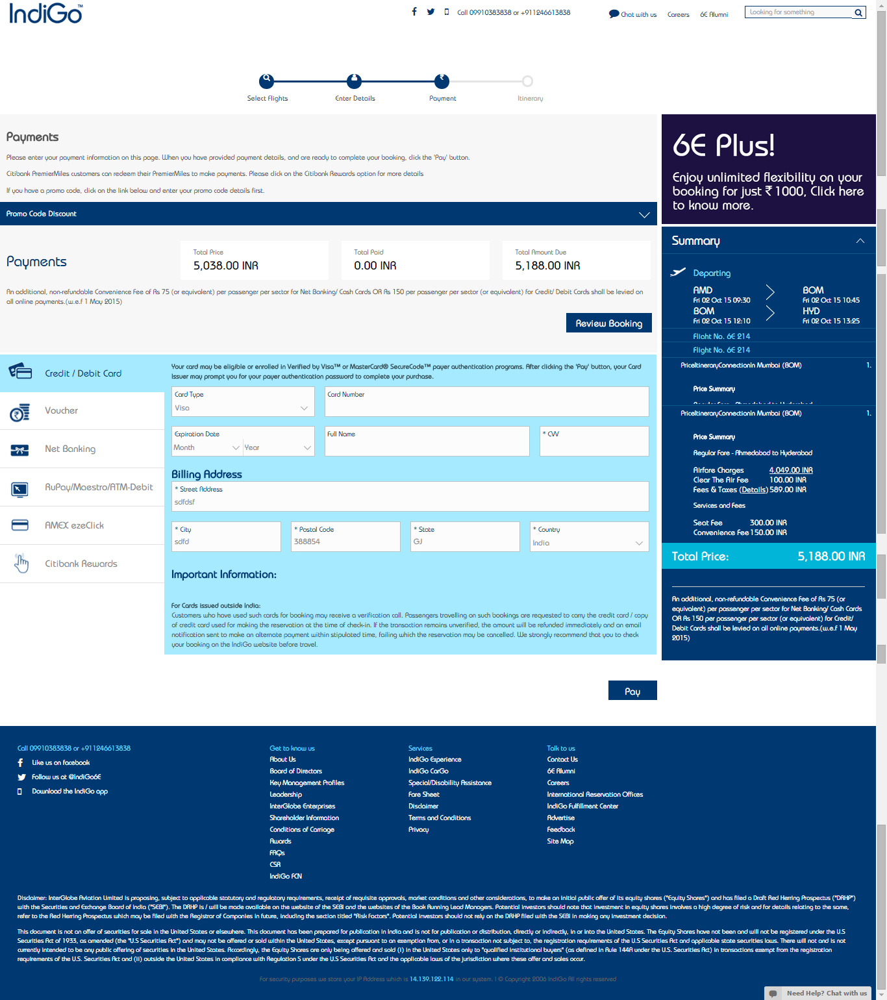 IndiGo™
Call 09910383838 or +911246613838
Chat with us
Careers
6E Alumni
Looking for something
Select Flights
Enter Details
Payment
Itinerary
Payments
Please enter your payment information on this page. When you have provided payment details, and are ready to complete your booking, click the 'Pay' button.
Citibank PremierMiles customers can redeem their PremierMiles to make payments. Please click on the Citibank Rewards option for more details
If you have a promo code, click on the link below and enter your promo code details first.
Promo Code Discount
Payments
Total Price
5,038.00 INR
Total Paid
0.00 INR
Total Amount Due
5,188.00 INR
An additional, non-refundable Convenience Fee of Rs 75 (or equivalent) per passenger per sector for Net Banking/ Cash Cards OR Rs 150 per passenger per sector (or equivalent) for Credit/ Debit Cards shall be levied on
all online payments.(w.e.f 1 May 2015)
Review Booking
Credit / Debit Card
Voucher
Net Banking
RuPay/Maestro/ATM-Debit
AMEX ezeClick
Citibank Rewards
Your card may be eligible or enrolled in Verified by Visa™ or MasterCard® SecureCode™ payer authentication programs. After clicking the 'Pay' button, your Card
Issuer may prompt you for your payer authentication password to complete your purchase.
Card Type
Visa
Card Number
Expiration Date
Month
Year
Full Name
* CVV
Billing Address
* Street Address
sdfdsf
* City
sdfd
* Postal Code
388854
* State
GJ
* Country
India
Important Information:
For Cards issued outside India:
Customers who have used such cards for booking may receive a verification call. Passengers travelling on such bookings are requested to carry the credit card / copy
of credit card used for making the reservation at the time of check-in. If the transaction remains unverified, the amount will be refunded immediately and an email
notification sent to make an alternate payment within stipulated time, failing which the reservation may be cancelled. We strongly recommend that you to check
your booking on the IndiGo website before travel.
Pay
6E Plus!
Enjoy unlimited flexibility on your
booking for just ₹ 1000, Click here
to know more.
Summary
Departing
AMD BOM
Fri 02 Oct 15 09:30 Fri 02 Oct 15 10:45
BOM HYD
Fri 02 Oct 15 12:10 Fri 02 Oct 15 13:25
Flight No. 6E 214
Flight No. 6E 214
PriceItineraryConnectionIn Mumbai (BOM) 1.
Price Summary
Regular Fare - Ahmedabad to Hyderabad
PriceItineraryConnectionIn Mumbai (BOM) 1.
Price Summary
Regular Fare - Ahmedabad to Hyderabad
Airfare Charges 4,049.00 INR
Clear The Air Fee 100.00 INR
Fees & Taxes (Details) 589.00 INR
Services and Fees
Seat Fee 300.00 INR
Convenience Fee 150.00 INR
Total Price: 5,188.00 INR
An additional, non-refundable Convenience Fee of Rs 75 (or
equivalent) per passenger per sector for Net Banking/ Cash Cards
OR Rs 150 per passenger per sector (or equivalent) for Credit/
Debit Cards shall be levied on all online payments.(w.e.f 1 May
2015)
Call 09910383838 or +911246613838
Like us on facebook
Follow us at @IndiGo6E
Download the IndiGo app
Get to know us
About Us
Board of Directors
Key Management Profiles
Leadership
InterGlobe Enterprises
Shareholder Information
Conditions of Carriage
Awards
FAQs
CSR
IndiGo FCN
Services
IndiGo Experience
IndiGo CarGo
Special/Disability Assistance
Fare Sheet
Disclaimer
Terms and Conditions
Privacy
Talk to us
Contact Us
6E Alumni
Careers
International Reservation Offices
IndiGo Fulfillment Center
Advertise
Feedback
Site Map
Disclaimer: InterGlobe Aviation Limited is proposing, subject to applicable statutory and regulatory requirements, receipt of requisite approvals, market conditions and other considerations, to make an initial public offer of its equity shares ("Equity Shares") and has filed a Draft Red Herring Prospectus ("DRHP")
with the Securities and Exchange Board of India ("SEBI"). The DRHP is / will be made available on the website of the SEBI and the websites of the Book Running Lead Managers. Potential investors should note that investment in equity shares involves a high degree of risk and for details relating to the same,
refer to the Red Herring Prospectus which may be filed with the Registrar of Companies in future, including the section titled "Risk Factors". Potential investors should not rely on the DRHP filed with the SEBI in making any investment decision.
This document is not an offer of securities for sale in the United States or elsewhere. This document has been prepared for publication in India and is not for publication or distribution, directly or indirectly, in or into the United States. The Equity Shares have not been and will not be registered under the U.S
Securities Act of 1933, as amended (the "U.S Securities Act") and may not be offered or sold within the United States, except pursuant to an exemption from, or in a transaction not subject to, the registration requirements of the U.S Securities Act and applicable state securities laws. There will not and is not
currently intended to be any public offering of securities in the United States. Accordingly, the Equity Shares are only being offered and sold (i) in the United States only to "qualified institutional buyers" (as defined in Rule 144A under the U.S. Securities Act) in transactions exempt from the registration
requirements of the U.S. Securities Act and (ii) outside the United States in compliance with Regulation S under the U.S Securities Act and the applicable laws of the jurisdiction where these offer and sales occur.
For security purposes we store your IP Address which is 14.139.122.114 in our system. | © Copyright 2006 IndiGo All rights reserved
Need Help? Chat with us